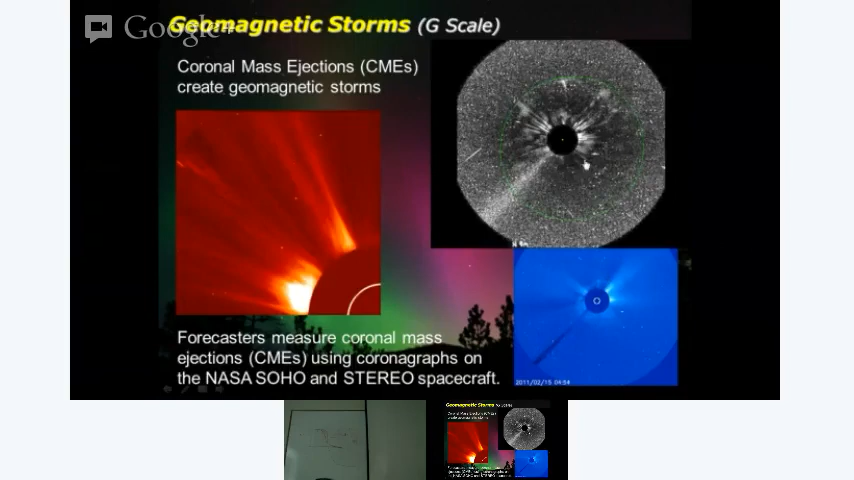 Google+
Geomagnetic Storms (G Scale)
Coronal Mass Ejections (CMEs)
create geomagnetic storms
Forecasters measure coronal mass
ejections (CMEs) using coronagraphs on
the NASA SOHO and STEREO spacecraft.
2011/02/15 04:54